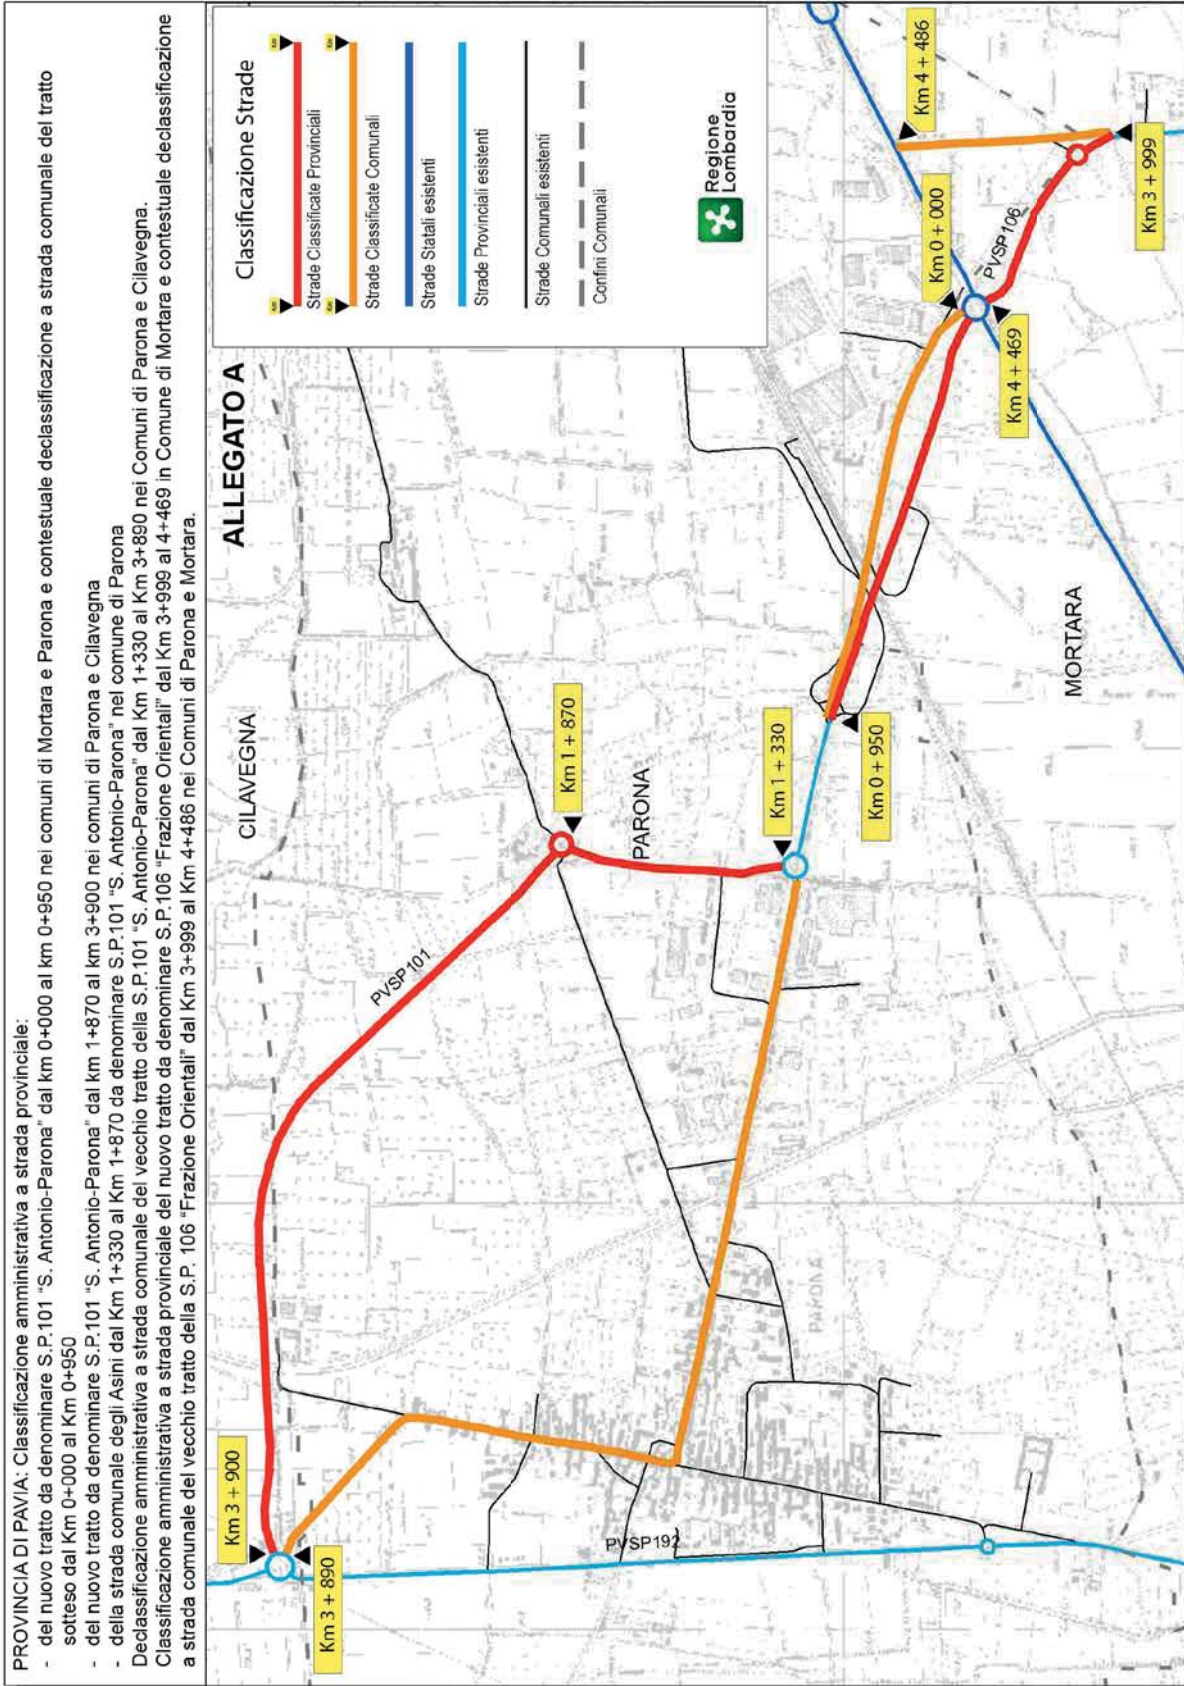 PROVINCIA DI PAVIA: Classificazione amministrativa a strada provinciale:
- del nuovo tratto da denominare S.P.101 "S. Antonio-Parona" dal km 0+000 al km 0+950 nei comuni di Mortara e Parona e contestuale declassificazione a strada comunale del tratto
sotteso dal Km 0+000 al Km 0+950
- del nuovo tratto da denominare S.P.101 "S. Antonio-Parona" dal km 1+870 al km 3+900 nei comuni di Parona e Cilavegna
- della strada comunale degli Asini dal Km 1+330 al Km 1+870 da denominare S.P.101 "S. Antonio-Parona" nel comune di Parona
Declassificazione amministrativa a strada comunale del vecchio tratto della S.P.101 "S. Antonio-Parona" dal Km 1+330 al Km 3+890 nei Comuni di Parona e Cilavegna.
Classificazione amministrativa a strada provinciale del nuovo tratto da denominare S.P.106 "Frazione Orientali" dal Km 3+999 al 4+469 in Comune di Mortara e contestuale declassificazione
a strada comunale del vecchio tratto della S.P. 106 "Frazione Orientali" dal Km 3+999 al Km 4+486 nei Comuni di Parona e Mortara.
ALLEGATO A
Classificazione Strade
Km
Km
Strade Classificate Provinciali
Km
Km
Strade Classificate Comunali
Strade Statali esistenti
Strade Provinciali esistenti
Strade Comunali esistenti
Confini Comunali
Regione
Lombardia
CILAVEGNA
Km 3 + 900
Km 3 + 890
PVSP101
Km 1 + 870
PARONA
Km 1 + 330
Km 0 + 950
Km 0 + 000
Km 4 + 486
PVSP106
Km 4 + 469
Km 3 + 999
MORTARA
PVSP192
PARONA